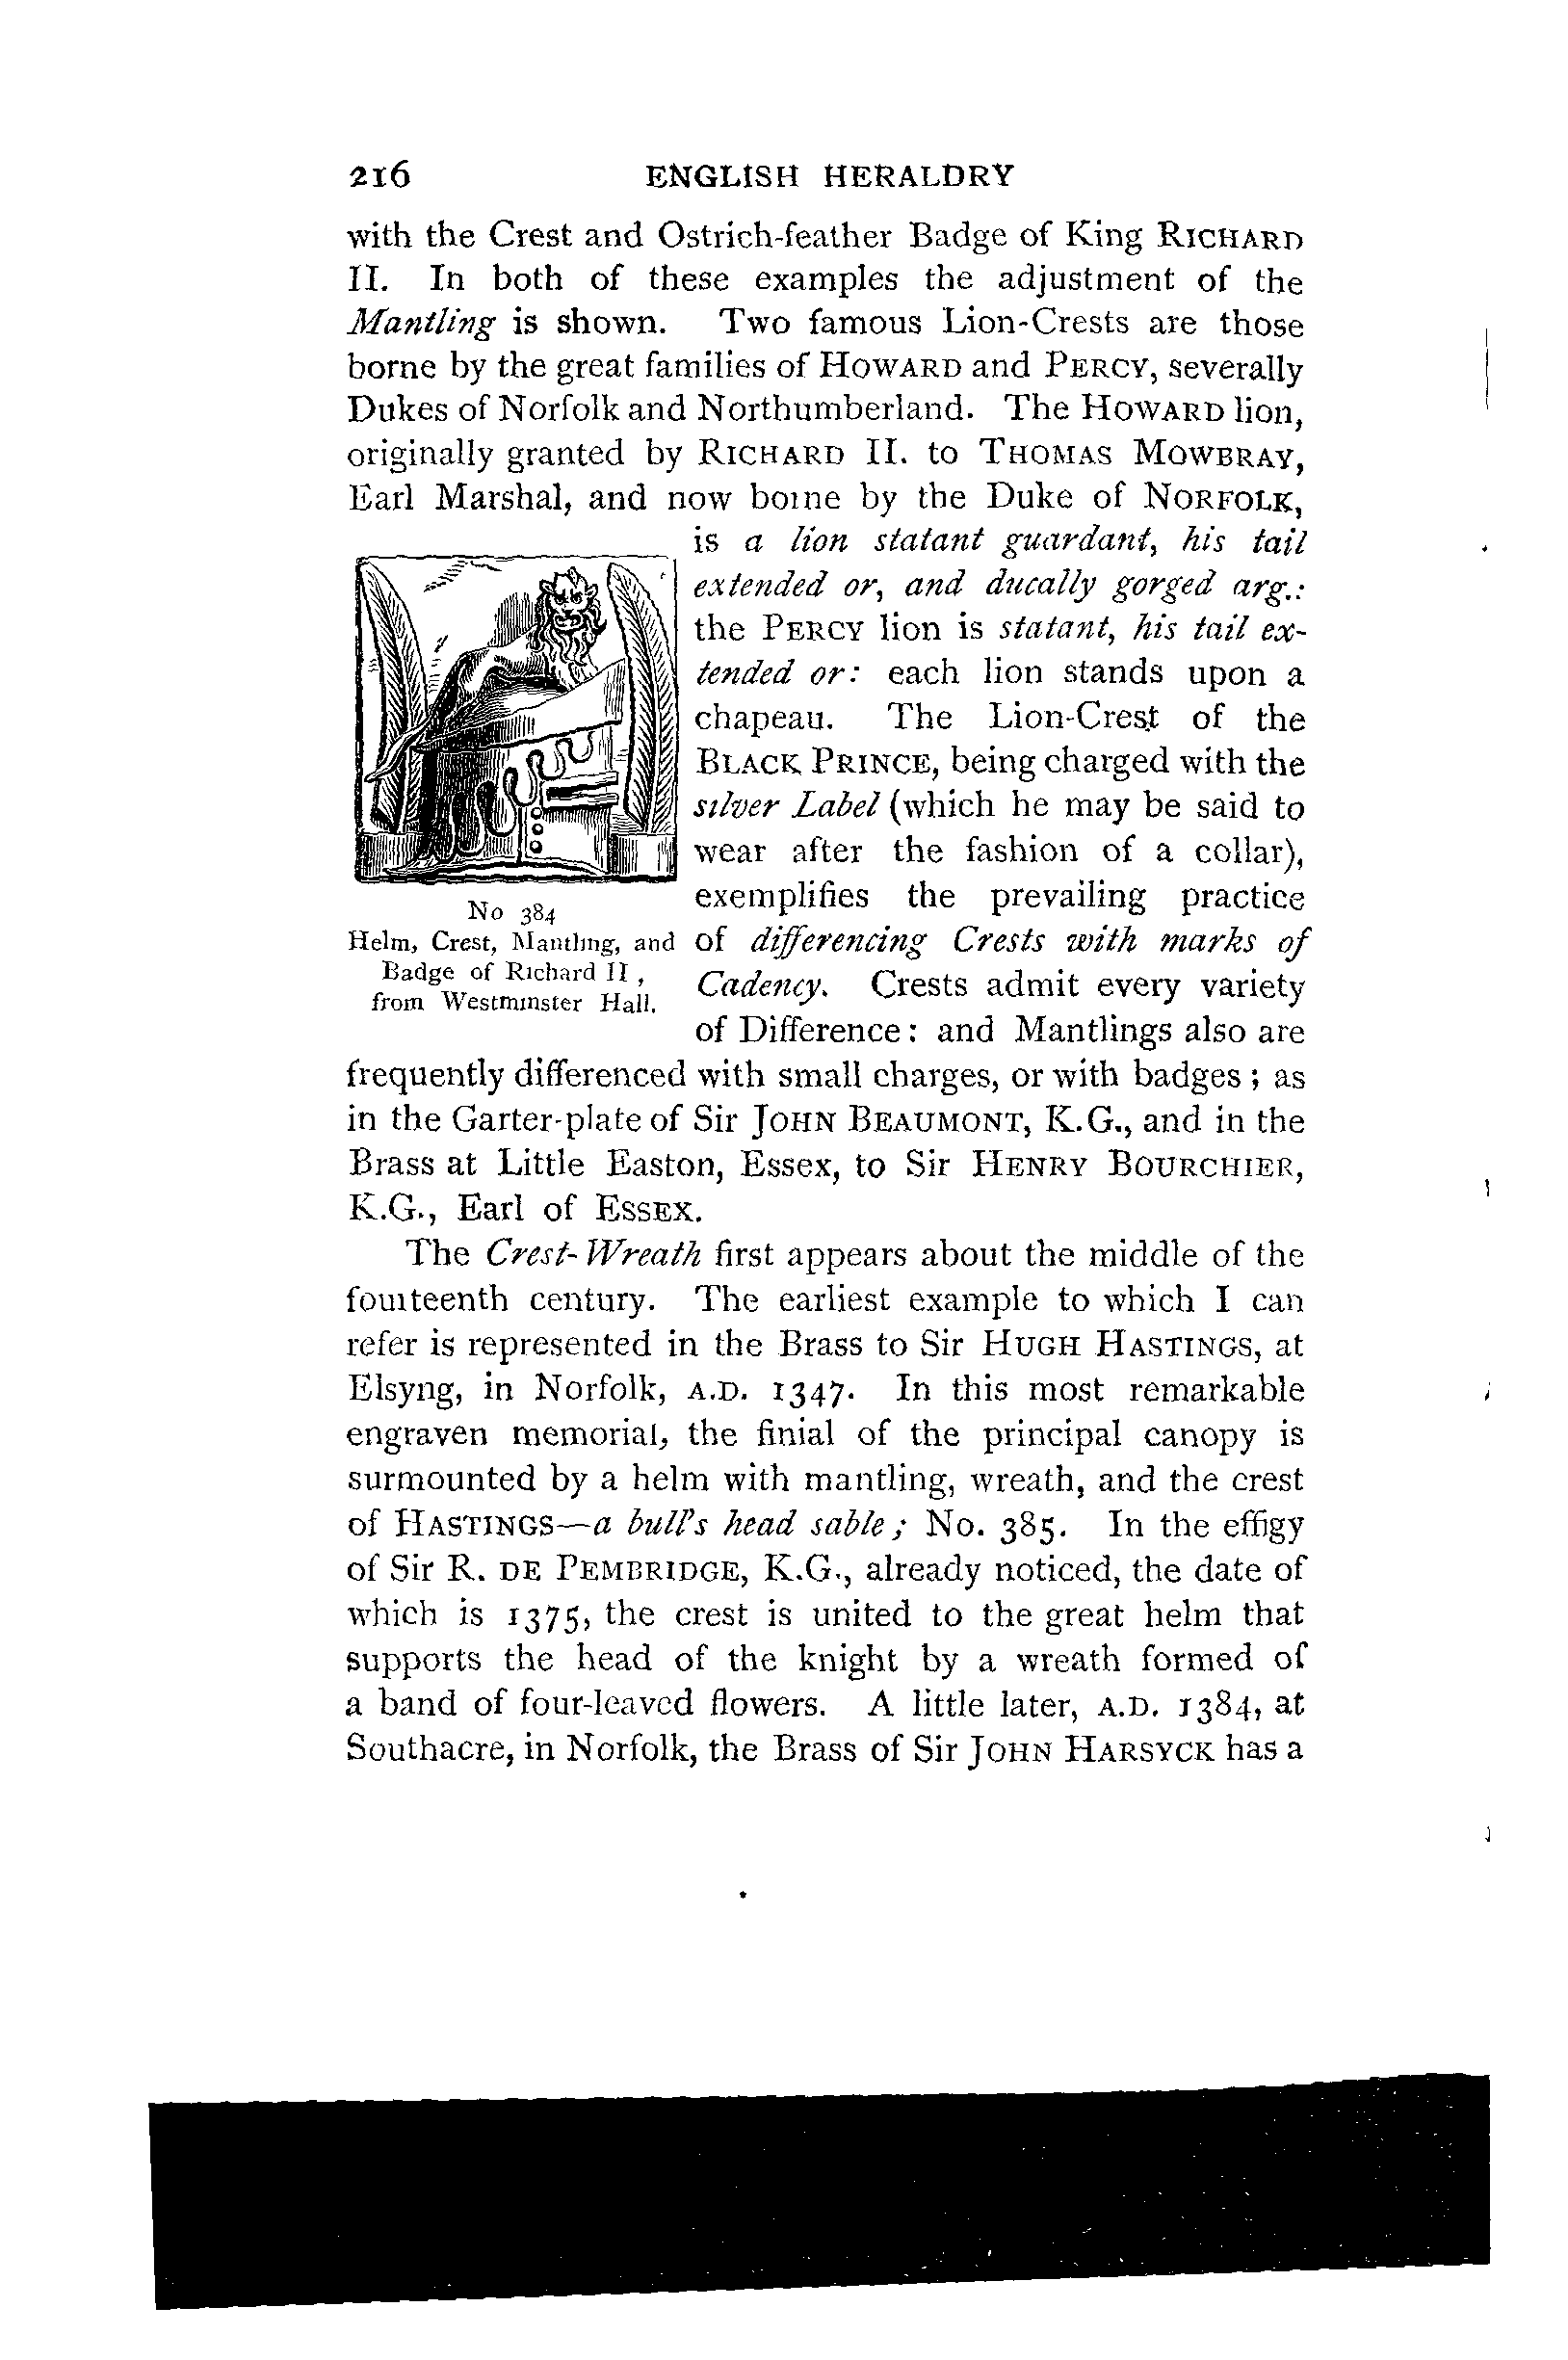 216 ENGLISH HERALDRY
with the Crest and Ostrich-feather Badge of King RICHARD
II. In both of these examples the adjustment of the
Mantling is shown. Two famous Lion-Crests are those
borne by the great families of HOWARD and PERCY, severally
Dukes of Norfolk and Northumberland. The HOWARD lion,
originally granted by RICHARD II. to THOMAS MOWBRAY,
Earl Marshal, and now borne by the Duke of NORFOLK,
is a lion statant guardant, his tail
extended or, and ducally gorged arg.:
the PERCY lion is statant, his tail ex-
tended or: each lion stands upon a
chapeau. The Lion-Crest of the
BLACK PRINCE, being charged with the
silver Label (which he may be said to
wear after the fashion of a collar),
exemplifies the prevailing practice
of differencing Crests with marks of
Cadency. Crests admit every variety
of Difference: and Mantlings also are
No 384
Helm, Crest, Mantling, and
Badge of Richard II,
from Westminster Hall.
frequently differenced with small charges, or with badges; as
in the Garter-plate of Sir JOHN BEAUMONT, K.G., and in the
Brass at Little Easton, Essex, to Sir HENRY BOURCHIER,
K.G., Earl of ESSEX.
The Crest-Wreath first appears about the middle of the
fourteenth century. The earliest example to which I can
refer is represented in the Brass to Sir HUGH HASTINGS, at
Elsyng, in Norfolk, A.D. 1347. In this most remarkable
engraven memorial, the finial of the principal canopy is
surmounted by a helm with mantling, wreath, and the crest
of HASTINGS—a bull's head sable; No. 385. In the effigy
of Sir R. DE PEMBRIDGE, K.G., already noticed, the date of
which is 1375, the crest is united to the great helm that
supports the head of the knight by a wreath formed of
a band of four-leaved flowers. A little later, A.D. 1384, at
Southacre, in Norfolk, the Brass of Sir JOHN HARSYCK has a